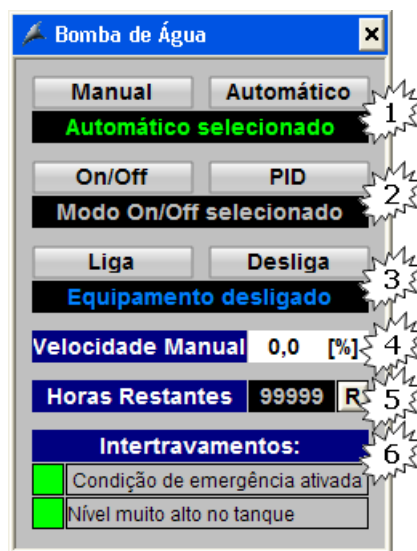 Bomba de Água
Manual Automático
Automático selecionado
1
On/Off PID
Modo On/Off selecionado
2
Liga Desliga
Equipamento desligado
3
Velocidade Manual 0,0 [%] 4
Horas Restantes 99999 R 5
Intertravamentos:
6
Condição de emergência ativada
Nível muito alto no tanque